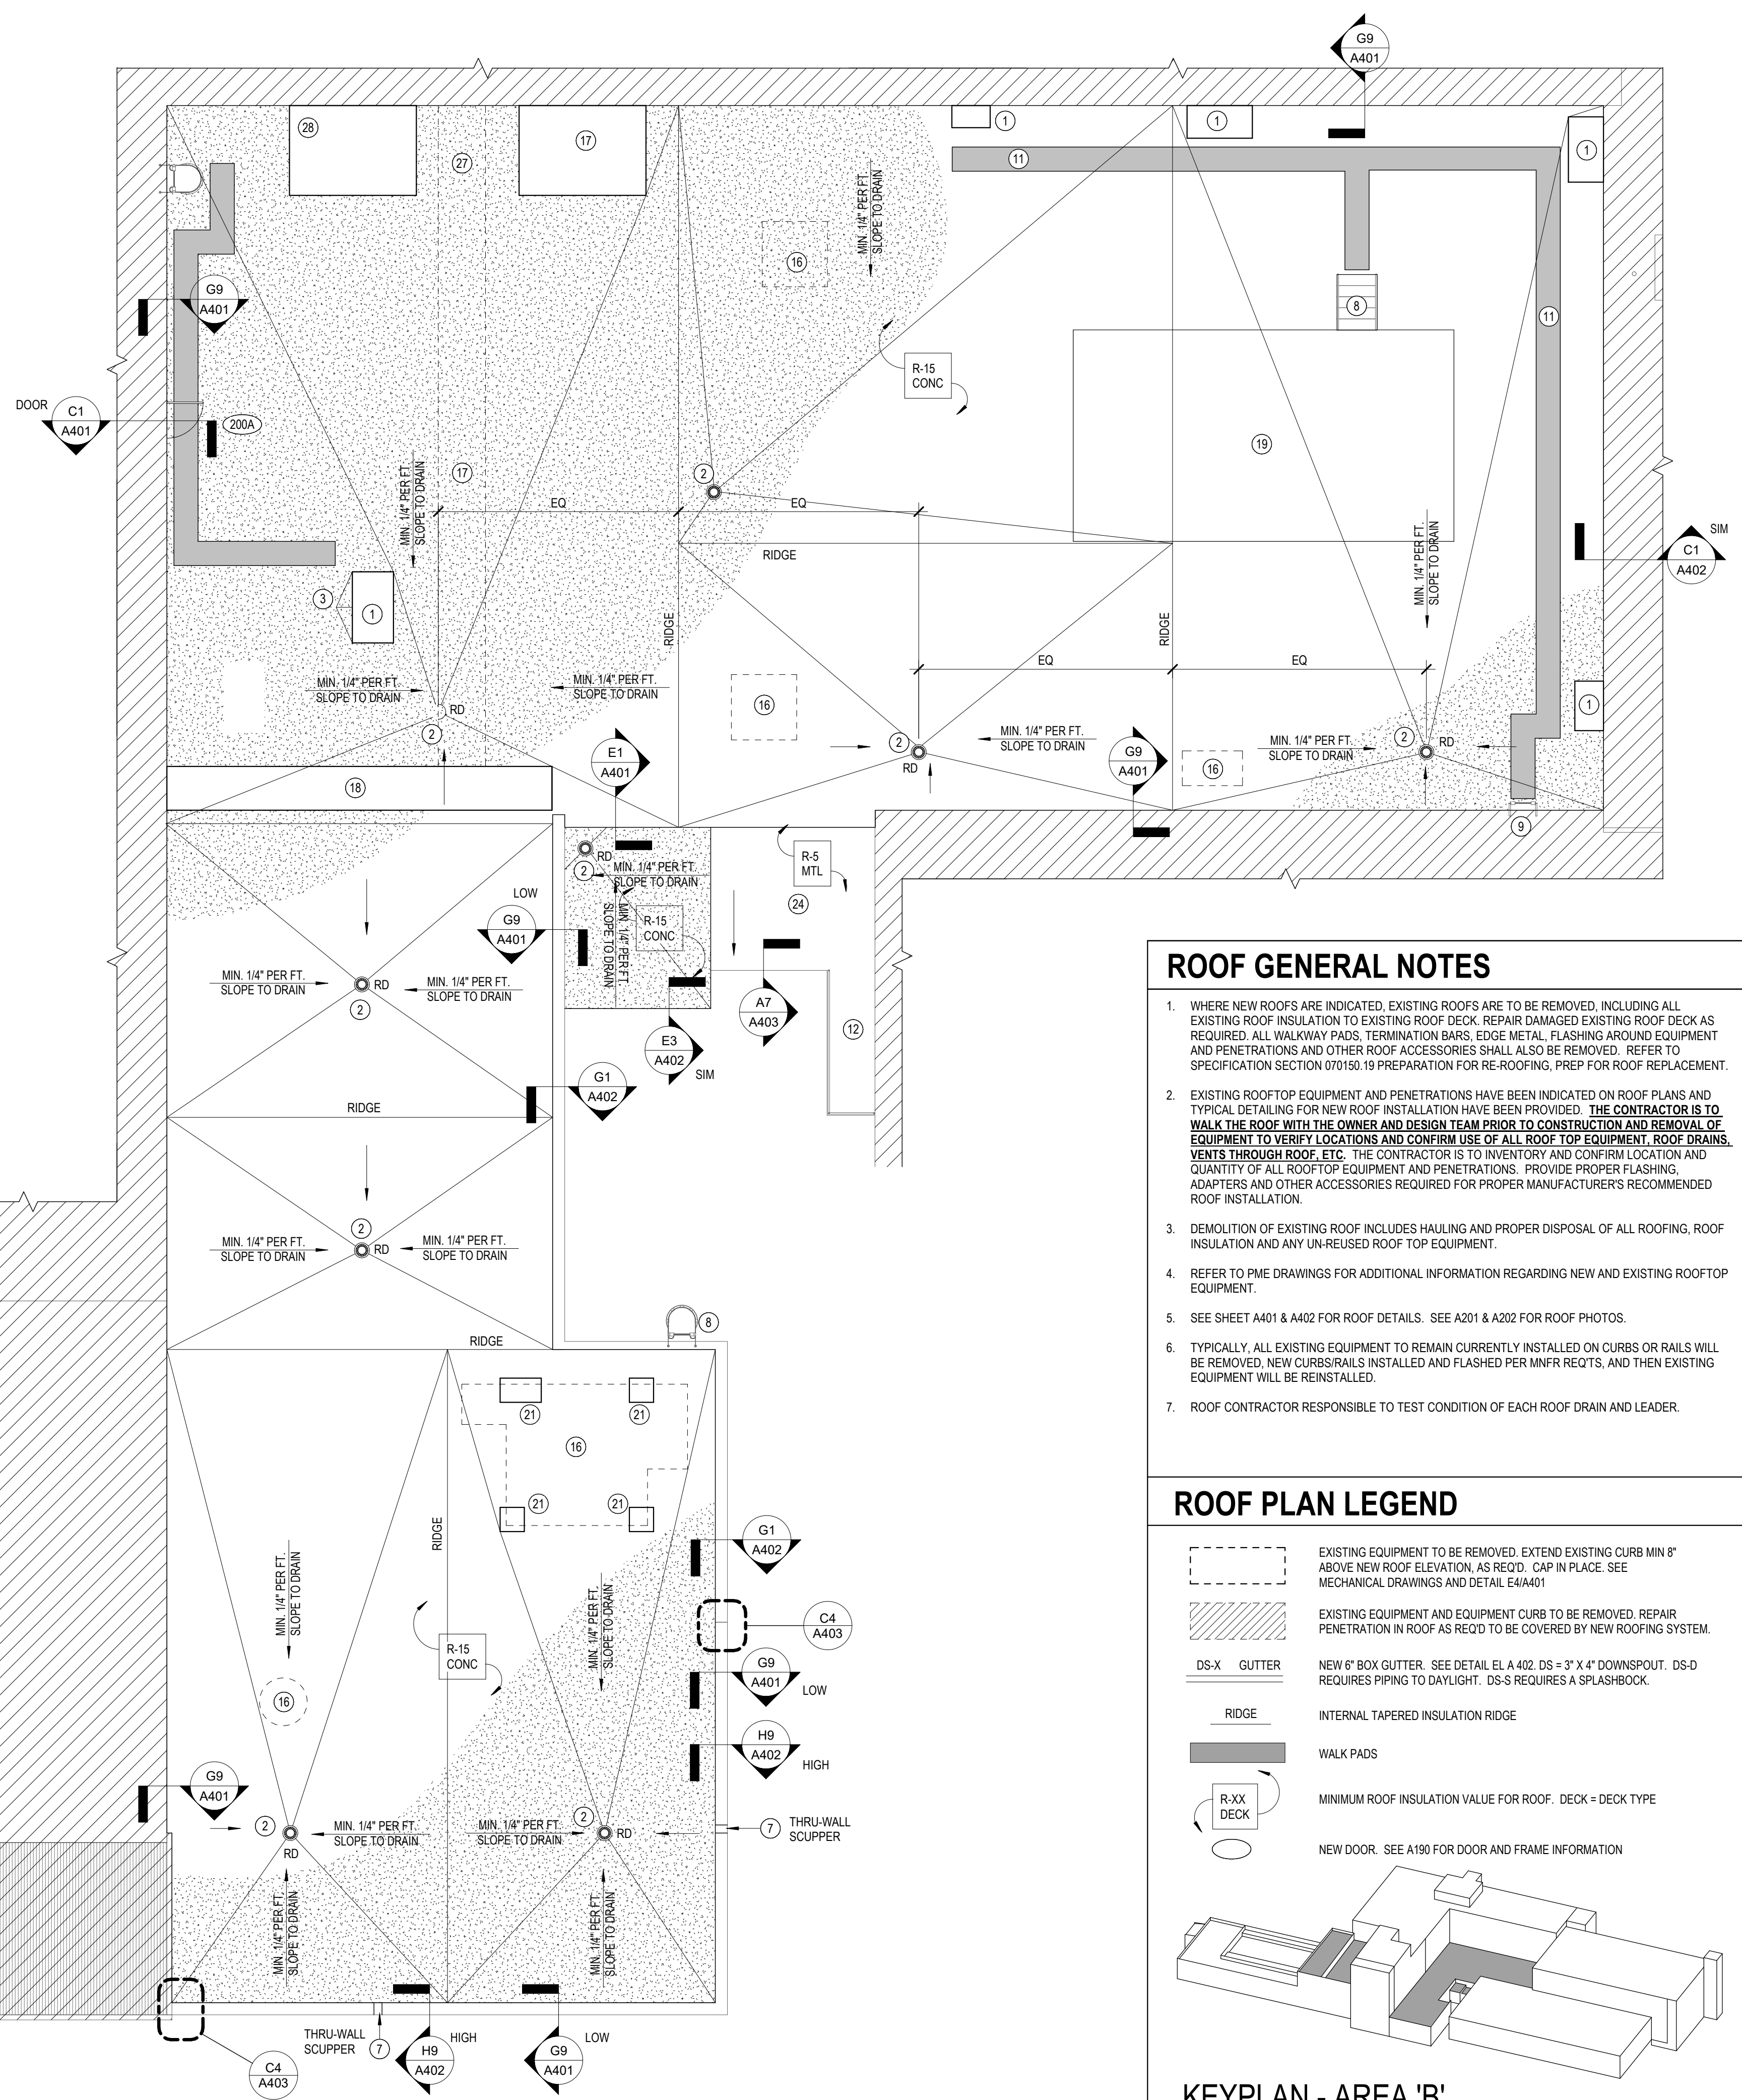 G9
A401
28
17
27
1
1
1
11
MIN. 1/4" PER FT.
SLOPE TO DRAIN
16
G9
A401
8
11
R-15
CONC
DOOR
C1
A401
200A
19
17
2
MIN. 1/4" PER FT.
SLOPE TO DRAIN
EQ
EQ
RIDGE
MIN. 1/4" PER FT.
SLOPE TO DRAIN
SIM
C1
A402
3
1
RIDGE
RIDGE
EQ
EQ
MIN. 1/4" PER FT.
SLOPE TO DRAIN
MIN. 1/4" PER FT.
SLOPE TO DRAIN
16
1
RD
2
E1
A401
2
RD
MIN. 1/4" PER FT.
SLOPE TO DRAIN
G9
A401
16
MIN. 1/4" PER FT.
SLOPE TO DRAIN
2
RD
18
9
RD
2
MIN. 1/4" PER FT.
SLOPE TO DRAIN
R-5
MTL
24
LOW
G9
A401
MIN. 1/4" PER FT.
SLOPE TO DRAIN
R-15
CONC
MIN. 1/4" PER FT.
SLOPE TO DRAIN
RD
2
MIN. 1/4" PER FT.
SLOPE TO DRAIN
A7
A403
12
E3
A402
SIM
G1
A402
RIDGE
2
MIN. 1/4" PER FT.
SLOPE TO DRAIN
RD
MIN. 1/4" PER FT.
SLOPE TO DRAIN
8
RIDGE
21
21
16
21
21
RIDGE
G1
A402
MIN. 1/4" PER FT.
SLOPE TO DRAIN
MIN. 1/4" PER FT.
SLOPE TO DRAIN
C4
A403
R-15
CONC
G9
A401
LOW
16
H9
A402
HIGH
G9
A401
2
MIN. 1/4" PER FT.
SLOPE TO DRAIN
RD
MIN. 1/4" PER FT.
SLOPE TO DRAIN
2
RD
7
THRU-WALL
SCUPPER
MIN. 1/4" PER FT.
SLOPE TO DRAIN
MIN. 1/4" PER FT.
SLOPE TO DRAIN
THRU-WALL
SCUPPER
7
HIGH
H9
A402
LOW
G9
A401
C4
A403
ROOF GENERAL NOTES
1. WHERE NEW ROOFS ARE INDICATED, EXISTING ROOFS ARE TO BE REMOVED, INCLUDING ALL
EXISTING ROOF INSULATION TO EXISTING ROOF DECK. REPAIR DAMAGED EXISTING ROOF DECK AS
REQUIRED. ALL WALKWAY PADS, TERMINATION BARS, EDGE METAL, FLASHING AROUND EQUIPMENT
AND PENETRATIONS AND OTHER ROOF ACCESSORIES SHALL ALSO BE REMOVED. REFER TO
SPECIFICATION SECTION 070150.19 PREPARATION FOR RE-ROOFING, PREP FOR ROOF REPLACEMENT.
2. EXISTING ROOFTOP EQUIPMENT AND PENETRATIONS HAVE BEEN INDICATED ON ROOF PLANS AND
TYPICAL DETAILING FOR NEW ROOF INSTALLATION HAVE BEEN PROVIDED. THE CONTRACTOR IS TO
WALK THE ROOF WITH THE OWNER AND DESIGN TEAM PRIOR TO CONSTRUCTION AND REMOVAL OF
EQUIPMENT TO VERIFY LOCATIONS AND CONFIRM USE OF ALL ROOF TOP EQUIPMENT, ROOF DRAINS,
VENTS THROUGH ROOF, ETC. THE CONTRACTOR IS TO INVENTORY AND CONFIRM LOCATION AND
QUANTITY OF ALL ROOFTOP EQUIPMENT AND PENETRATIONS. PROVIDE PROPER FLASHING,
ADAPTERS AND OTHER ACCESSORIES REQUIRED FOR PROPER MANUFACTURER'S RECOMMENDED
ROOF INSTALLATION.
3. DEMOLITION OF EXISTING ROOF INCLUDES HAULING AND PROPER DISPOSAL OF ALL ROOFING, ROOF
INSULATION AND ANY UN-REUSED ROOF TOP EQUIPMENT.
4. REFER TO PME DRAWINGS FOR ADDITIONAL INFORMATION REGARDING NEW AND EXISTING ROOFTOP
EQUIPMENT.
5. SEE SHEET A401 & A402 FOR ROOF DETAILS. SEE A201 & A202 FOR ROOF PHOTOS.
6. TYPICALLY, ALL EXISTING EQUIPMENT TO REMAIN CURRENTLY INSTALLED ON CURBS OR RAILS WILL
BE REMOVED, NEW CURBS/RAILS INSTALLED AND FLASHED PER MNFR REQ'TS, AND THEN EXISTING
EQUIPMENT WILL BE REINSTALLED.
7. ROOF CONTRACTOR RESPONSIBLE TO TEST CONDITION OF EACH ROOF DRAIN AND LEADER.
ROOF PLAN LEGEND
EXISTING EQUIPMENT TO BE REMOVED. EXTEND EXISTING CURB MIN 8"
ABOVE NEW ROOF ELEVATION, AS REQ'D. CAP IN PLACE. SEE
MECHANICAL DRAWINGS AND DETAIL E4/A401
EXISTING EQUIPMENT AND EQUIPMENT CURB TO BE REMOVED. REPAIR
PENETRATION IN ROOF AS REQ'D TO BE COVERED BY NEW ROOFING SYSTEM.
DS-X GUTTER
NEW 6" BOX GUTTER. SEE DETAIL EL A 402. DS = 3" X 4" DOWNSPOUT. DS-D
REQUIRES PIPING TO DAYLIGHT. DS-S REQUIRES A SPLASHBOCK.
RIDGE
INTERNAL TAPERED INSULATION RIDGE
WALK PADS
R-XX
DECK
MINIMUM ROOF INSULATION VALUE FOR ROOF. DECK = DECK TYPE
NEW DOOR. SEE A190 FOR DOOR AND FRAME INFORMATION
KEYPLAN - AREA 'B'